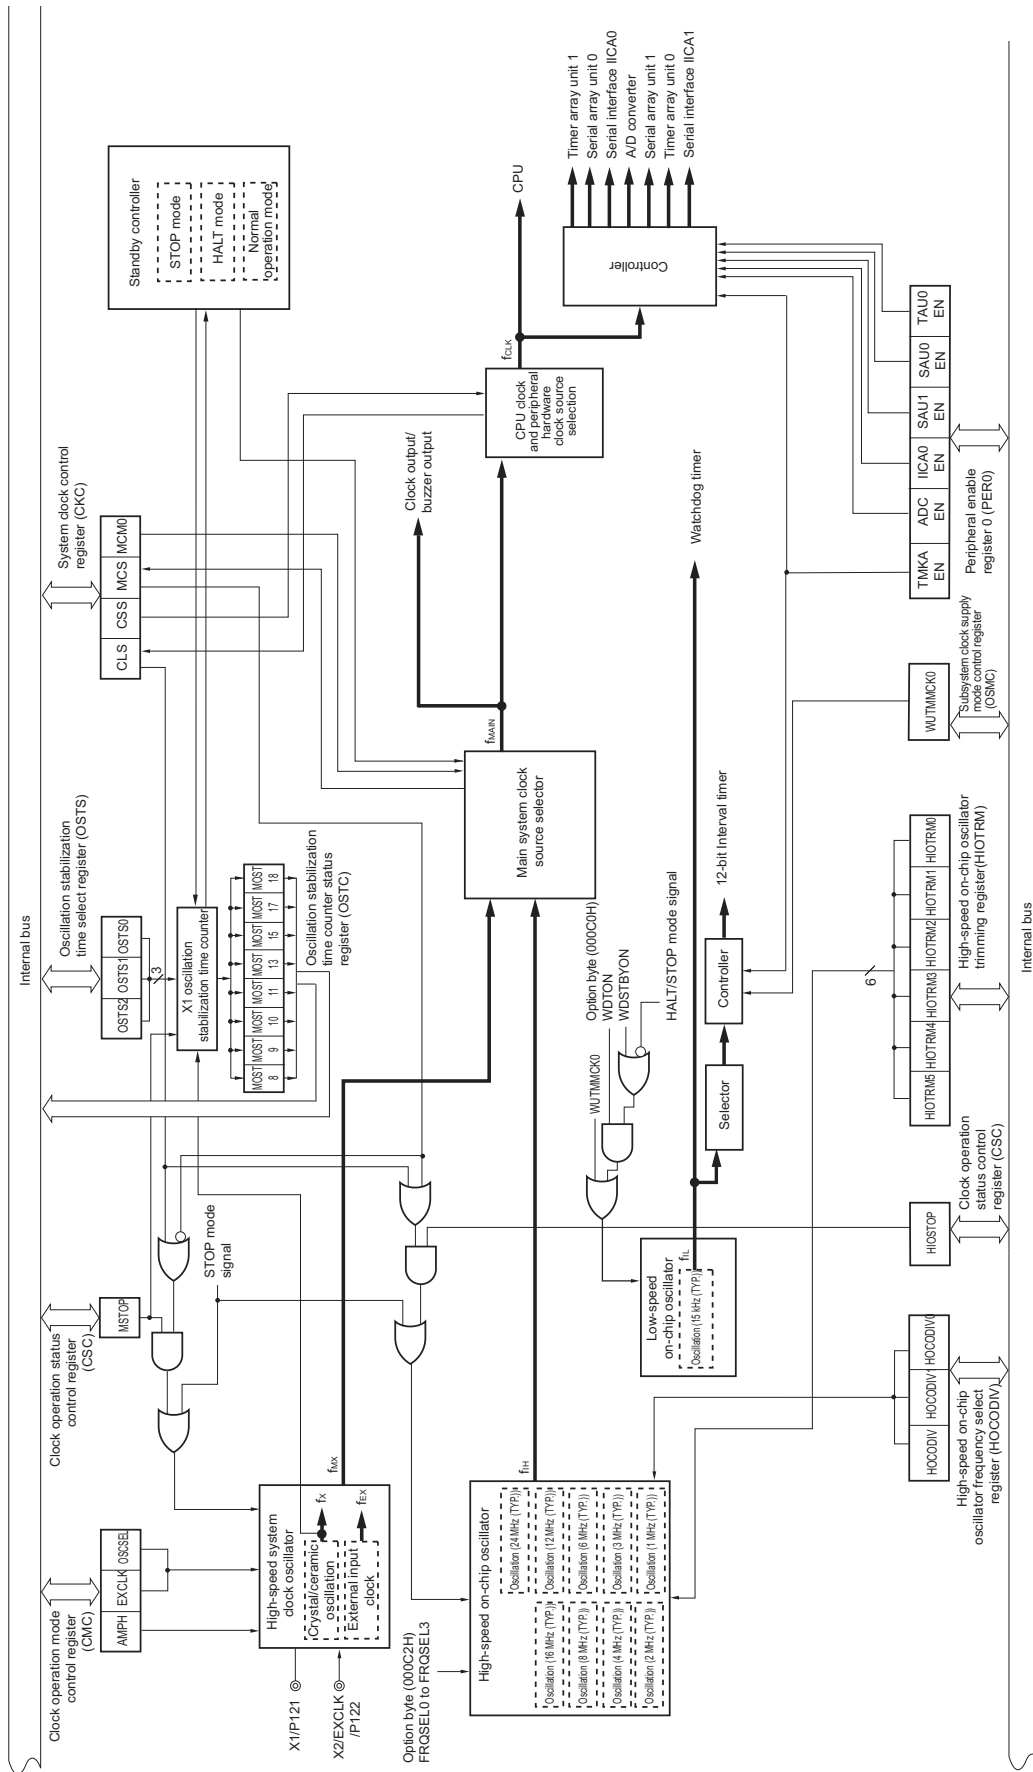 Internal bus
Clock operation mode
control register
(CMC)
AMPH
EXCLK
OSCSEL
Clock operation status
control register
(CSC)
MSTOP
Oscillation stabilization
time select register (OSTS)
OSTS2
OSTS1
OSTS0
3
System clock control
register (CKC)
CLS
CSS
MCS
MCM0
Standby controller
STOP mode
HALT mode
Normal
operation mode
X1 oscillation
stabilization time counter
MOST
8
MOST
9
MOST
10
MOST
11
MOST
13
MOST
15
MOST
17
MOST
18
Oscillation stabilization
time counter status
register (OSTC)
STOP mode
signal
High-speed system
clock oscillator
Crystal/ceramic
oscillation
fX
External input
clock
fEX
fMX
X1/P121
X2/EXCLK
/P122
Option byte (000C2H)
FRQSEL0 to FRQSEL3
High-speed on-chip oscillator
Oscillation (24 MHz (TYP.))
Oscillation (16 MHz (TYP.))
Oscillation (12 MHz (TYP.))
Oscillation (8 MHz (TYP.))
Oscillation (6 MHz (TYP.))
Oscillation (4 MHz (TYP.))
Oscillation (3 MHz (TYP.))
Oscillation (2 MHz (TYP.))
Oscillation (1 MHz (TYP.))
fIH
Main system clock
source selector
fMAIN
Clock output/
buzzer output
CPU clock
and peripheral
hardware
clock source
selection
fCLK
CPU
Controller
Timer array unit 1
Serial array unit 0
Serial interface IICA0
A/D converter
Serial array unit 1
Timer array unit 0
Serial interface IICA1
Option byte (000C0H)
WDTON
WDSTBYON
WUTMMCK0
HALT/STOP mode signal
Low-speed
on-chip oscillator
Oscillation (15 kHz (TYP.))
fIL
Watchdog timer
Selector
Controller
12-bit Interval timer
HOCODIV
HOCODIV1
HOCODIV0
High-speed on-chip
oscillator frequency select
register (HOCODIV)
HIOSTOP
Clock operation
status control
register (CSC)
6
HIOTRM5
HIOTRM4
HIOTRM3
HIOTRM2
HIOTRM1
HIOTRM0
High-speed on-chip oscillator
trimming register(HIOTRM)
WUTMMCK0
Subsystem clock supply
mode control register
(OSMC)
TMKA
EN
ADC
EN
IICA0
EN
SAU1
EN
SAU0
EN
TAU0
EN
Peripheral enable
register 0 (PER0)
Internal bus